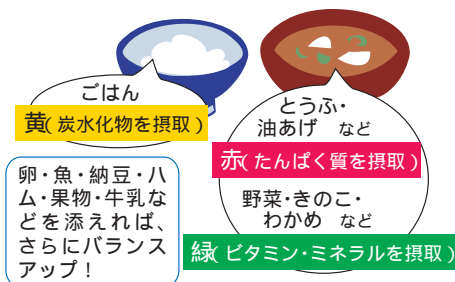 ごはん
黄(炭水化物を摂取)
卵・魚・納豆・ハ
ム・果物・牛乳な
どを添えれば、
さらにバランス
アップ！
とうふ・
油あげ など
赤(たんぱく質を摂取)
野菜・きのこ・
わかめ など
緑(ビタミン・ミネラルを摂取)